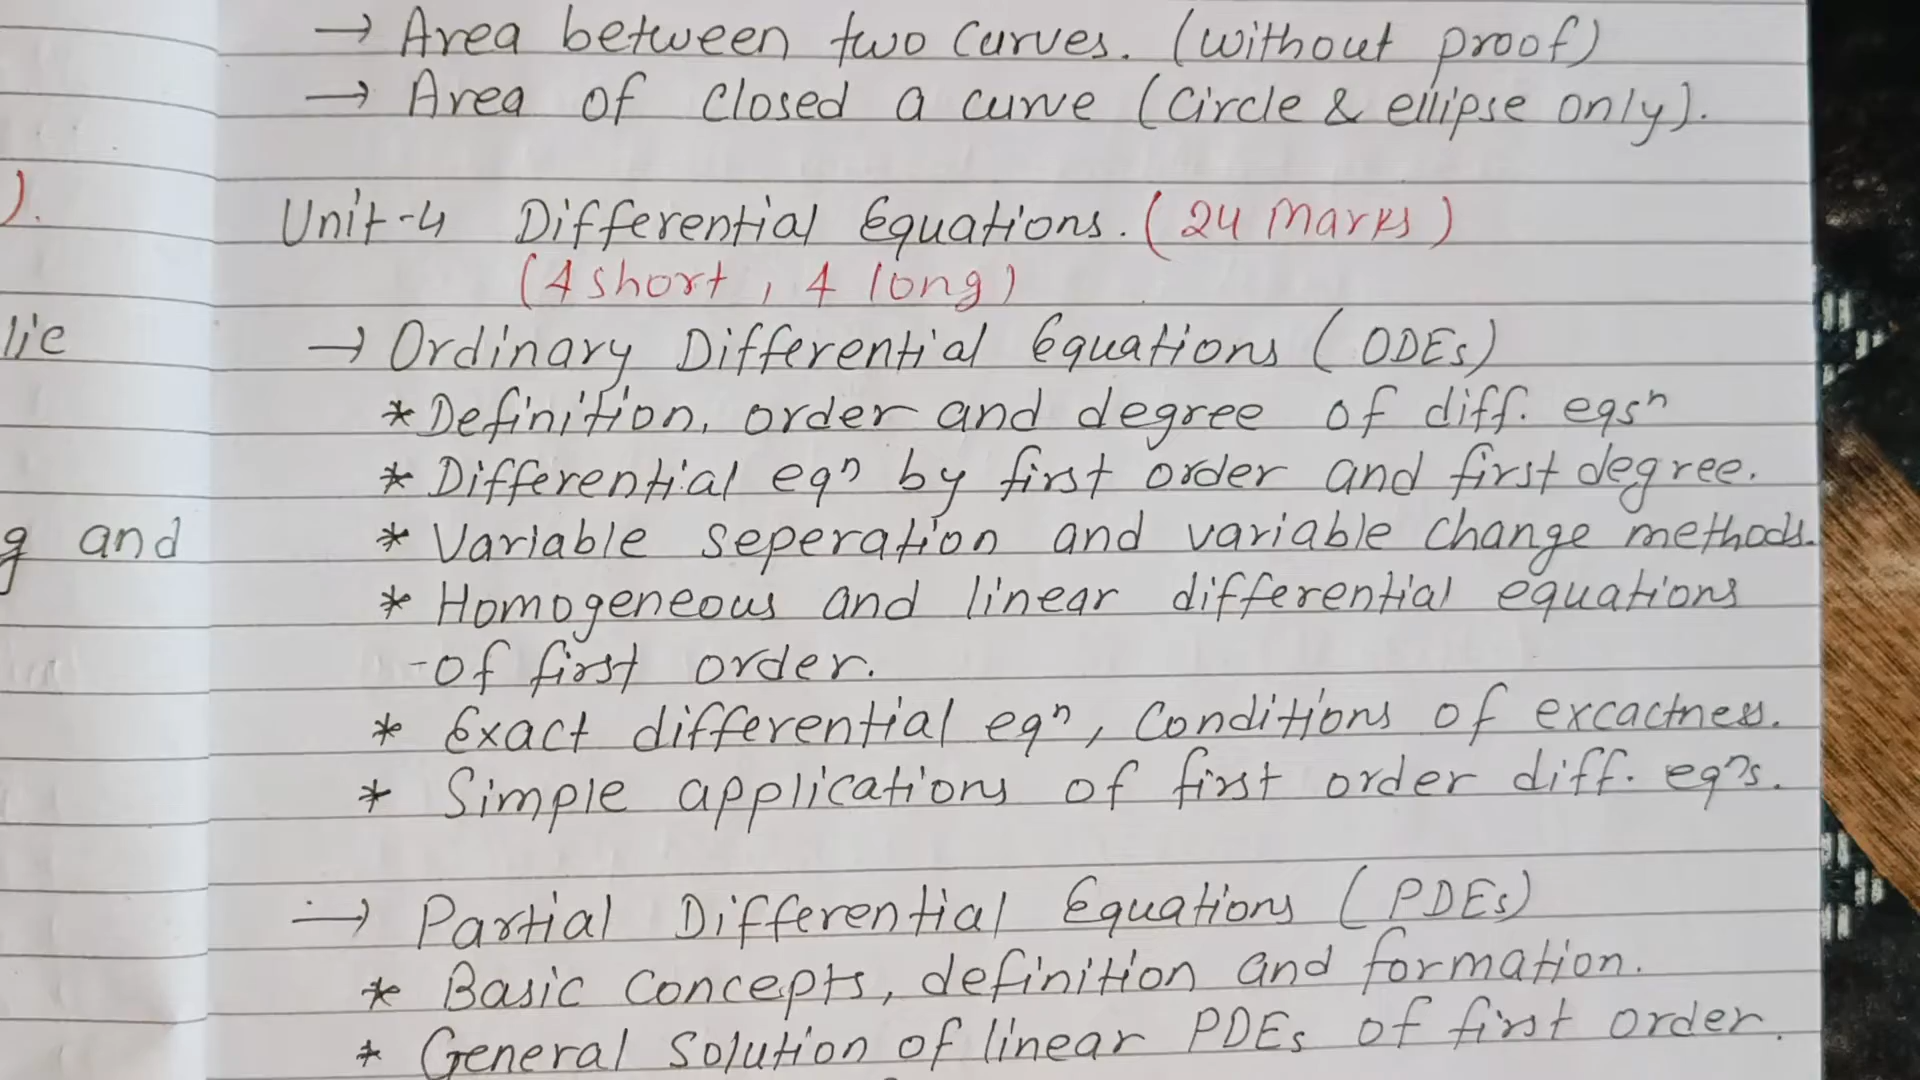 → Area between two curves. (without proof)
→ Area of closed a curve (circle & ellipse only).
).
Unit-4 Differential Equations. (24 Marks)
(4 short, 4 long)
lie
→ Ordinary Differential Equations (ODEs)
* Definition, order and degree of diff. eqsⁿ
* Differential eqⁿ by first order and first degree.
g and
* Variable seperation and variable change methods.
* Homogeneous and linear differential equations
-of first order.
* Exact differential eqⁿ, Conditions of excactness.
* Simple applications of first order diff. eqⁿs.
→ Partial Differential Equations (PDEs)
* Basic Concepts, definition and formation.
* General Solution of linear PDEs of first order.